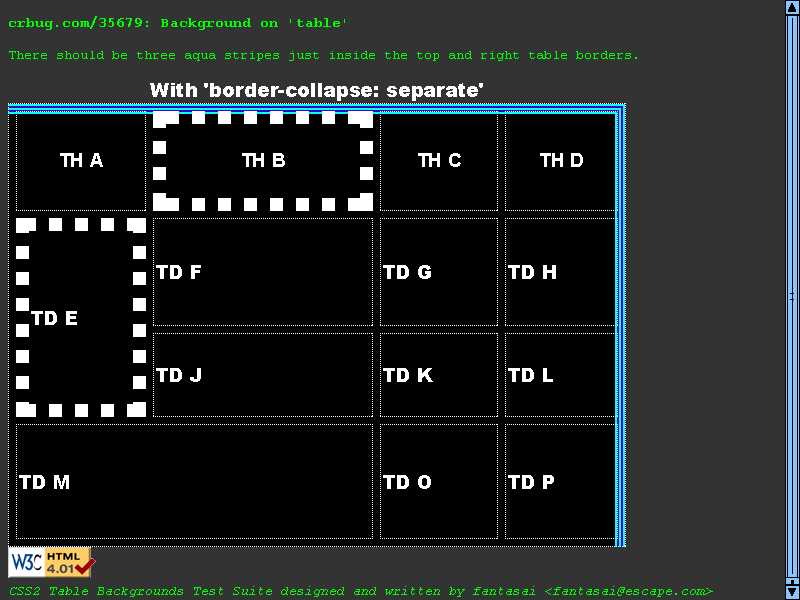 crbug.com/35679: Background on 'table'
There should be three aqua stripes just inside the top and right table borders.
With 'border-collapse: separate'
TH A TH B TH C TH D
TD F TD G TD H
TD E
TD J TD K TD L
TD M TD O TD P
W3C HTML 4.01
CSS2 Table Backgrounds Test Suite designed and written by fantasai <fantasai@escape.com>